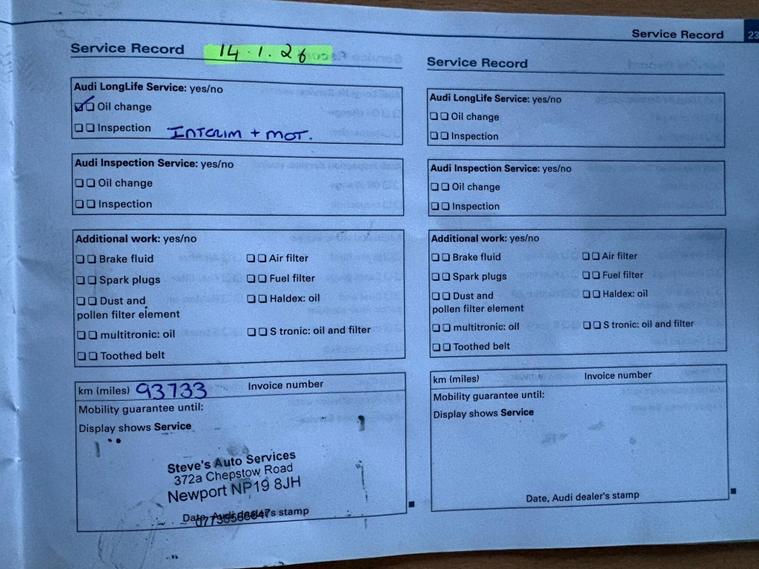 Service Record 23
Service Record 14.1.26
Audi LongLife Service: yes/no
Oil change
Inspection INTERIM + MOT.
Audi Inspection Service: yes/no
Oil change
Inspection
Additional work: yes/no
Brake fluid Air filter
Spark plugs Fuel filter
Dust and Haldex: oil
pollen filter element
multitronic: oil S tronic: oil and filter
Toothed belt
km (miles) 93733 Invoice number
Mobility guarantee until:
Display shows Service
Steve's Auto Services
372a Chepstow Road
Newport NP19 8JH
Date, Audi dealer's stamp
Service Record
Audi LongLife Service: yes/no
Oil change
Inspection
Audi Inspection Service: yes/no
Oil change
Inspection
Additional work: yes/no
Brake fluid Air filter
Spark plugs Fuel filter
Dust and Haldex: oil
pollen filter element
multitronic: oil S tronic: oil and filter
Toothed belt
km (miles) Invoice number
Mobility guarantee until:
Display shows Service
Date, Audi dealer's stamp